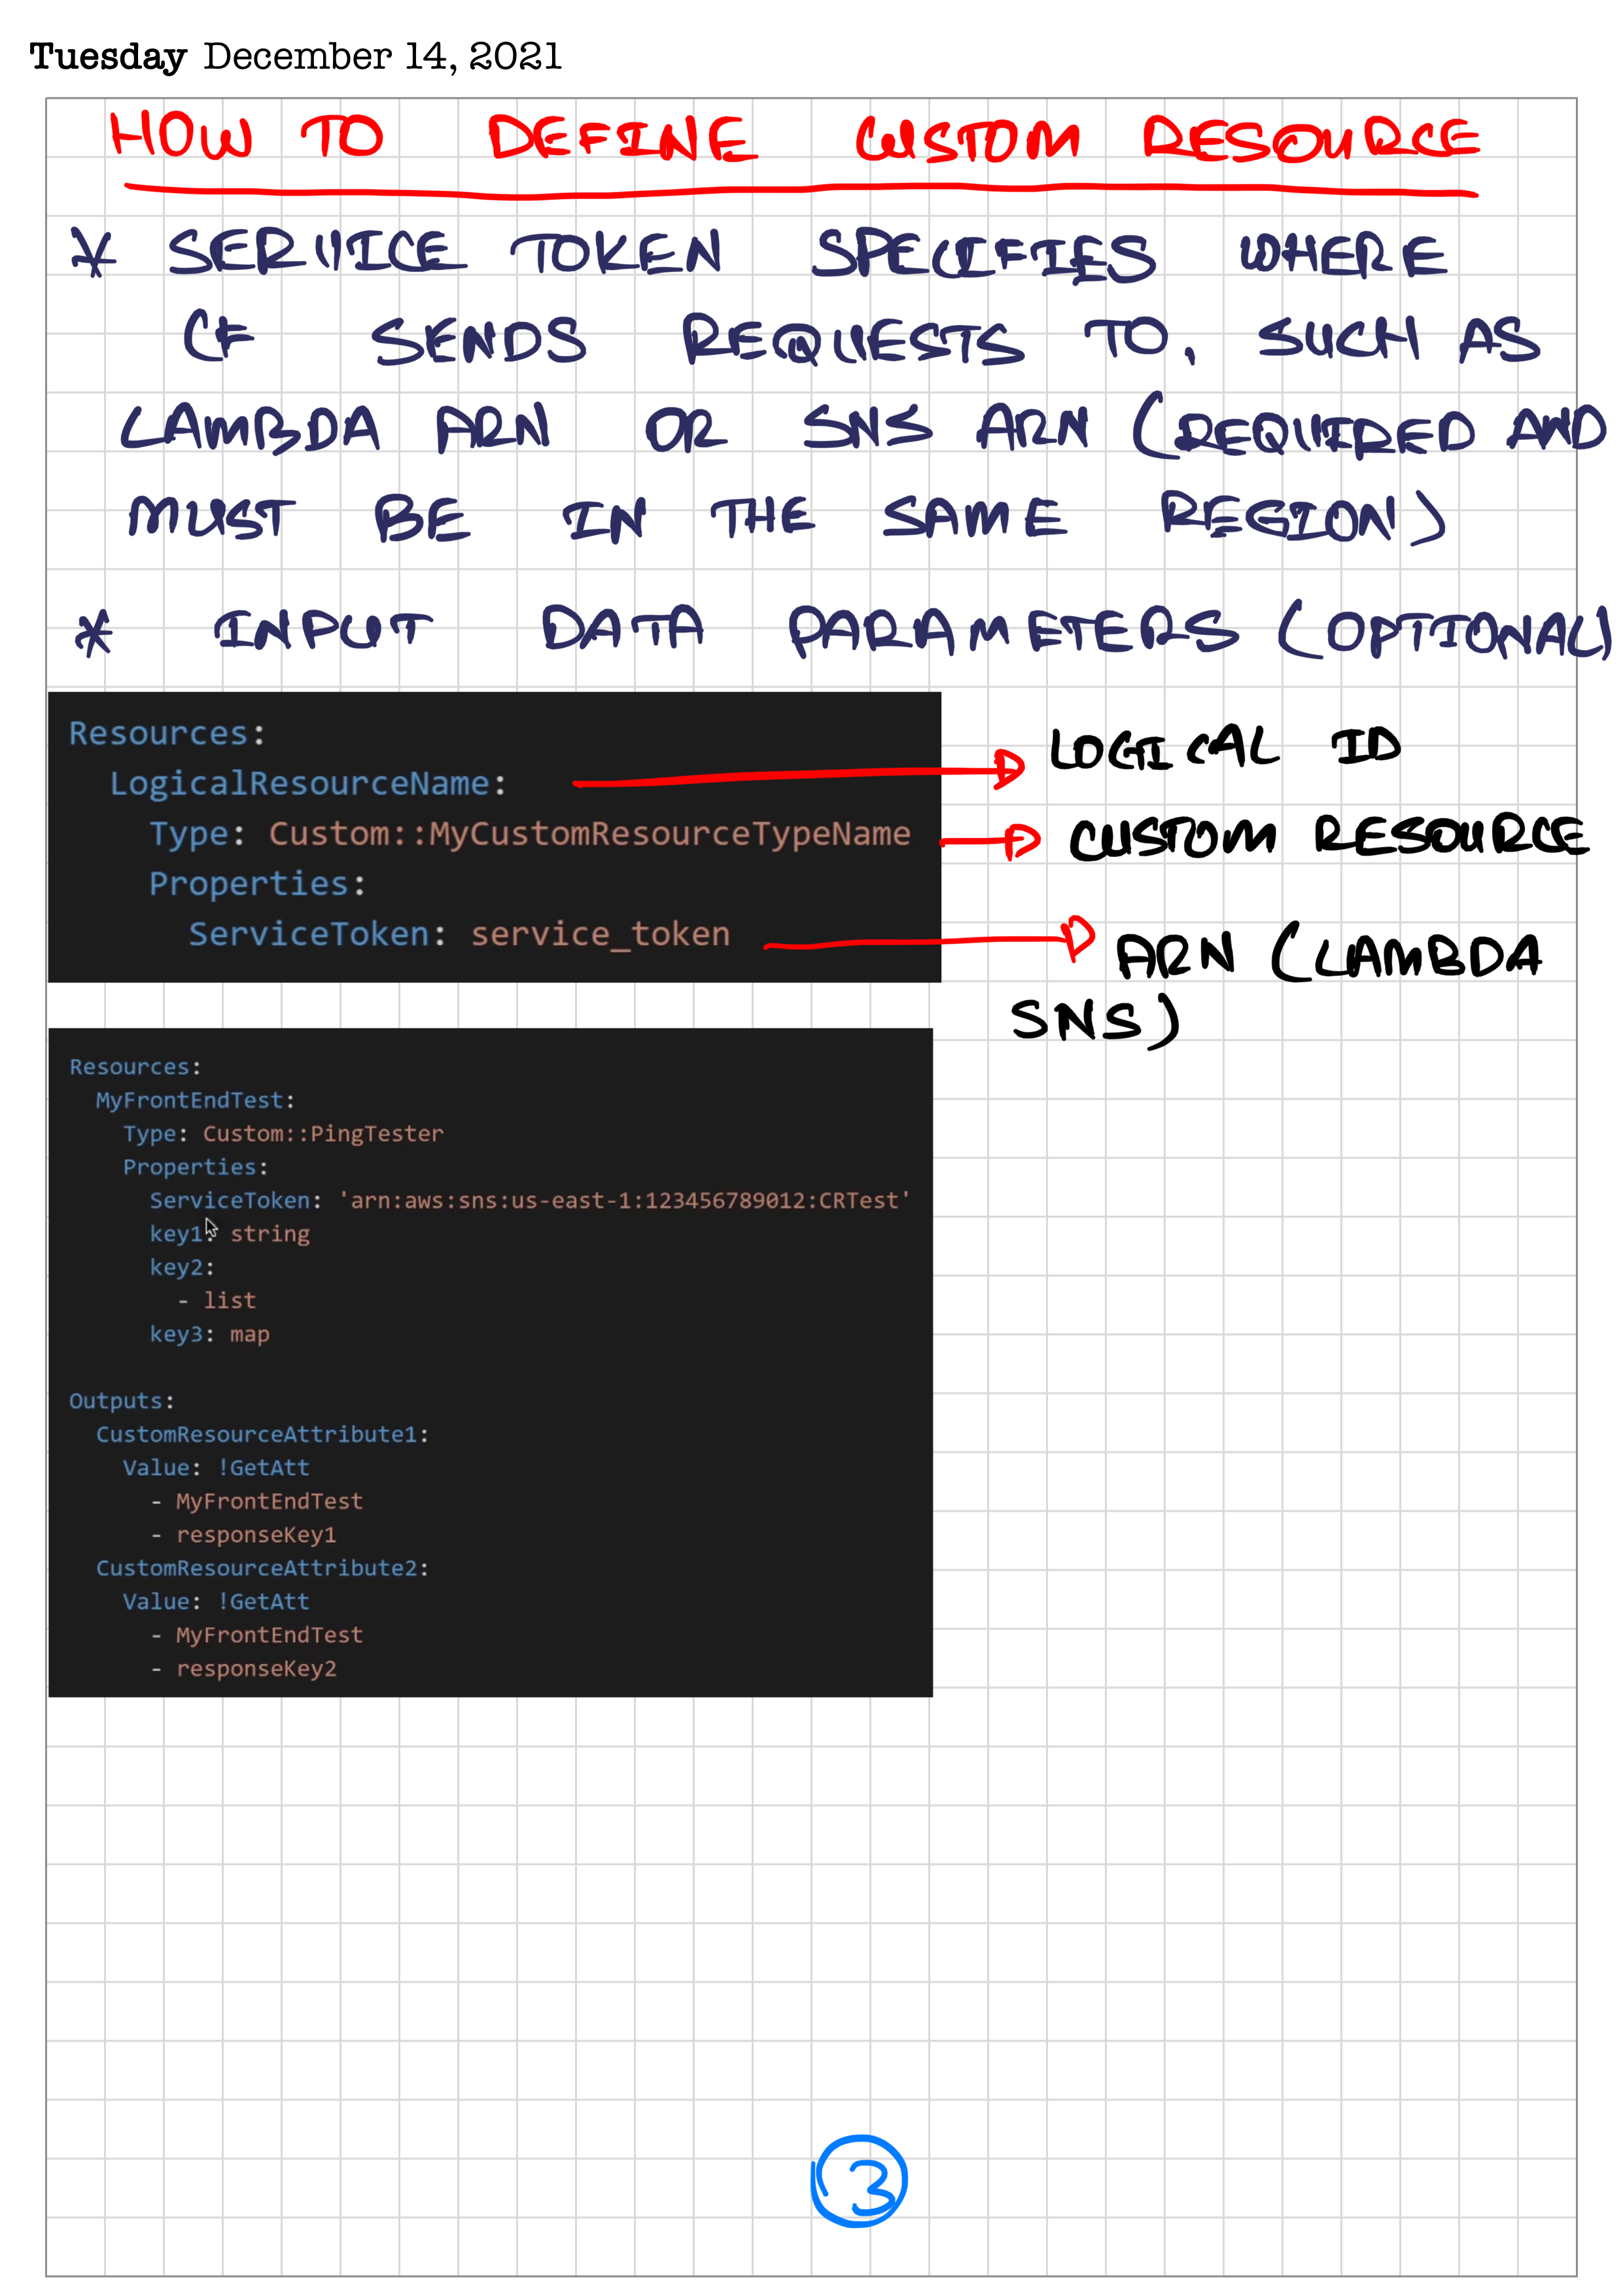 Tuesday December 14, 2021
HOW TO DEFINE CUSTOM RESOURCE
* SERVICE TOKEN SPECIFIES WHERE
CF SENDS REQUESTS TO, SUCH AS
LAMBDA ARN OR SNS ARN (REQUIRED AND
MUST BE IN THE SAME REGION)
* INPUT DATA PARAMETERS (OPTIONAL)
Resources:
LogicalResourceName:
LOGICAL ID
Type: Custom::MyCustomResourceTypeName
CUSTOM RESOURCE
Properties:
ServiceToken: service_token
ARN (LAMBDA
SNS)
Resources:
MyFrontEndTest:
Type: Custom::PingTester
Properties:
ServiceToken: 'arn:aws:sns:us-east-1:123456789012:CRTest'
key1: string
key2:
- list
key3: map
Outputs:
CustomResourceAttribute1:
Value: !GetAtt
- MyFrontEndTest
- responseKey1
CustomResourceAttribute2:
Value: !GetAtt
- MyFrontEndTest
- responseKey2
3